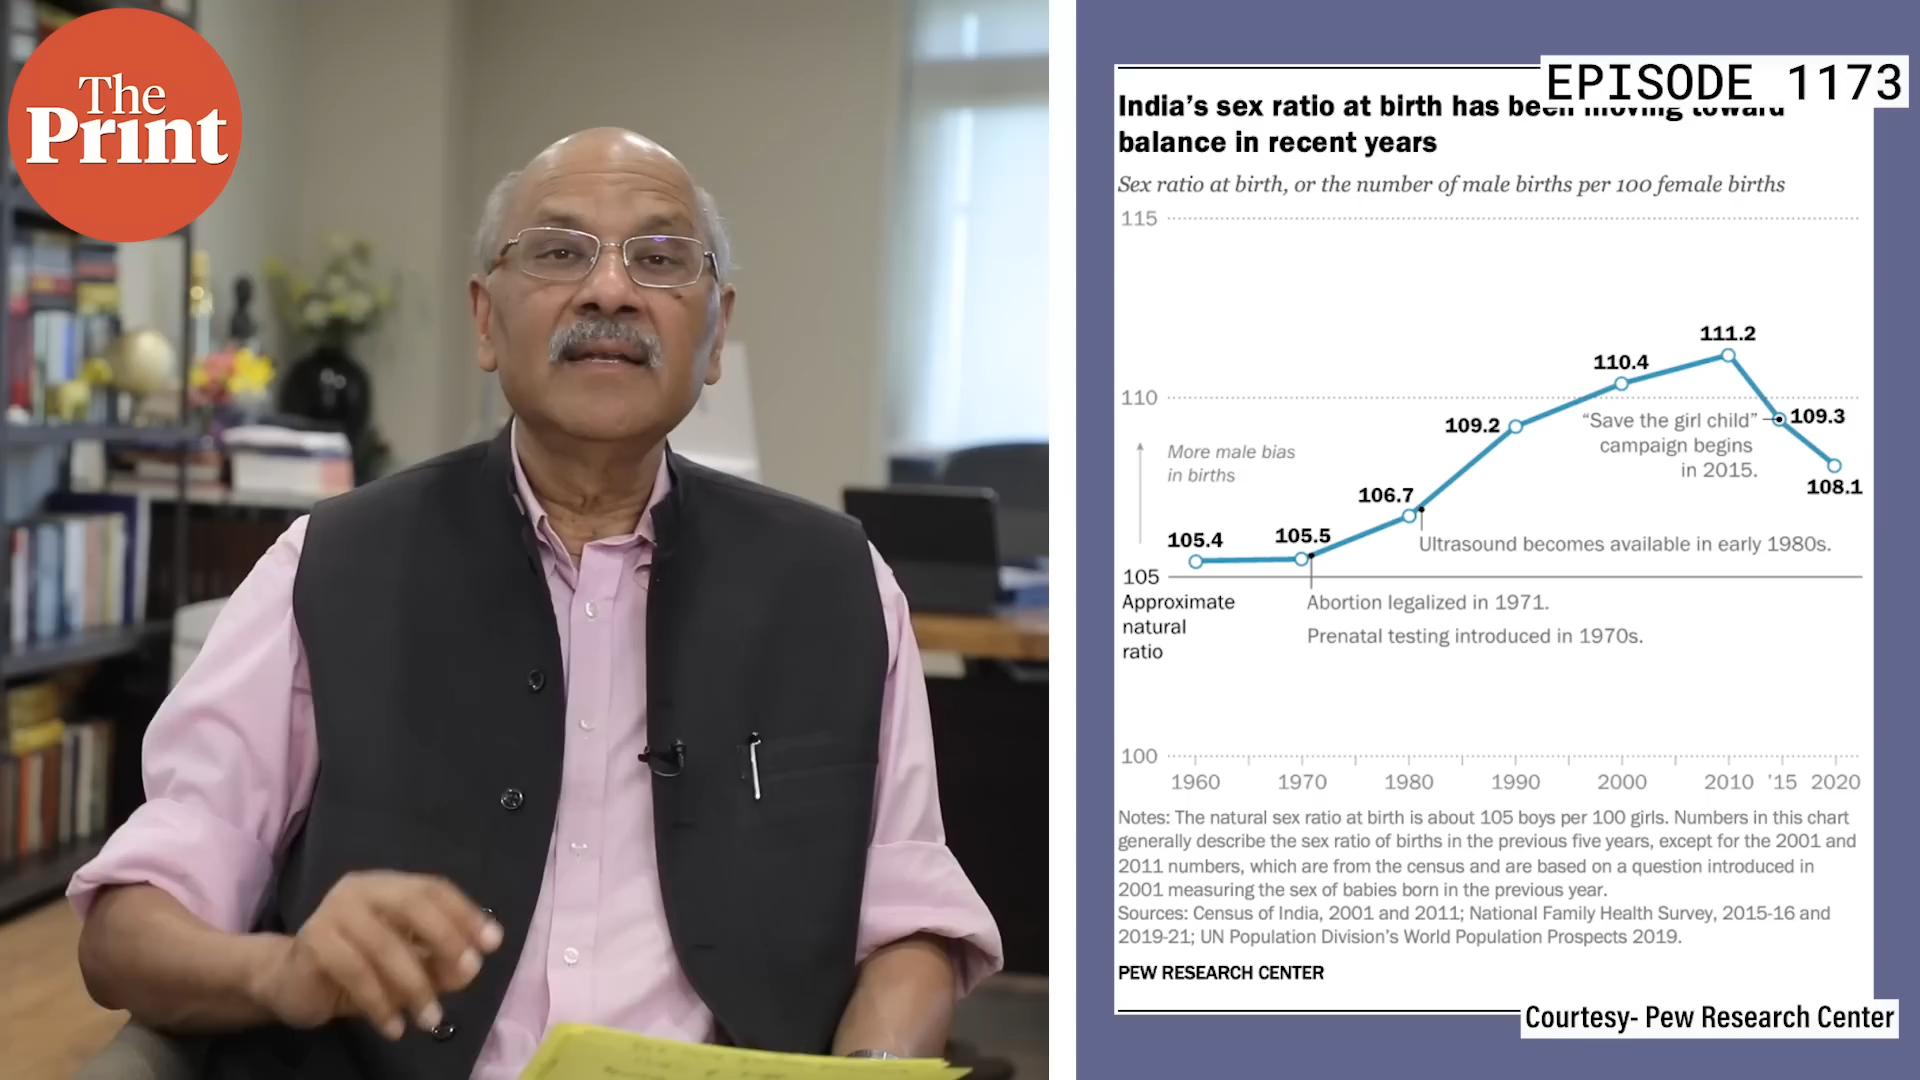 The
Print
EPISODE 1173
India's sex ratio at birth has been moving toward
balance in recent years
Sex ratio at birth, or the number of male births per 100 female births
115
111.2
110.4
110
109.2
"Save the girl child"
campaign begins
in 2015.
109.3
108.1
More male bias
in births
106.7
105.4
105.5
Ultrasound becomes available in early 1980s.
105
Approximate
natural
ratio
Abortion legalized in 1971.
Prenatal testing introduced in 1970s.
100
1960 1970 1980 1990 2000 2010 '15 2020
Notes: The natural sex ratio at birth is about 105 boys per 100 girls. Numbers in this chart
generally describe the sex ratio of births in the previous five years, except for the 2001 and
2011 numbers, which are from the census and are based on a question introduced in
2001 measuring the sex of babies born in the previous year.
Sources: Census of India, 2001 and 2011; National Family Health Survey, 2015-16 and
2019-21; UN Population Division's World Population Prospects 2019.
PEW RESEARCH CENTER
Courtesy- Pew Research Center